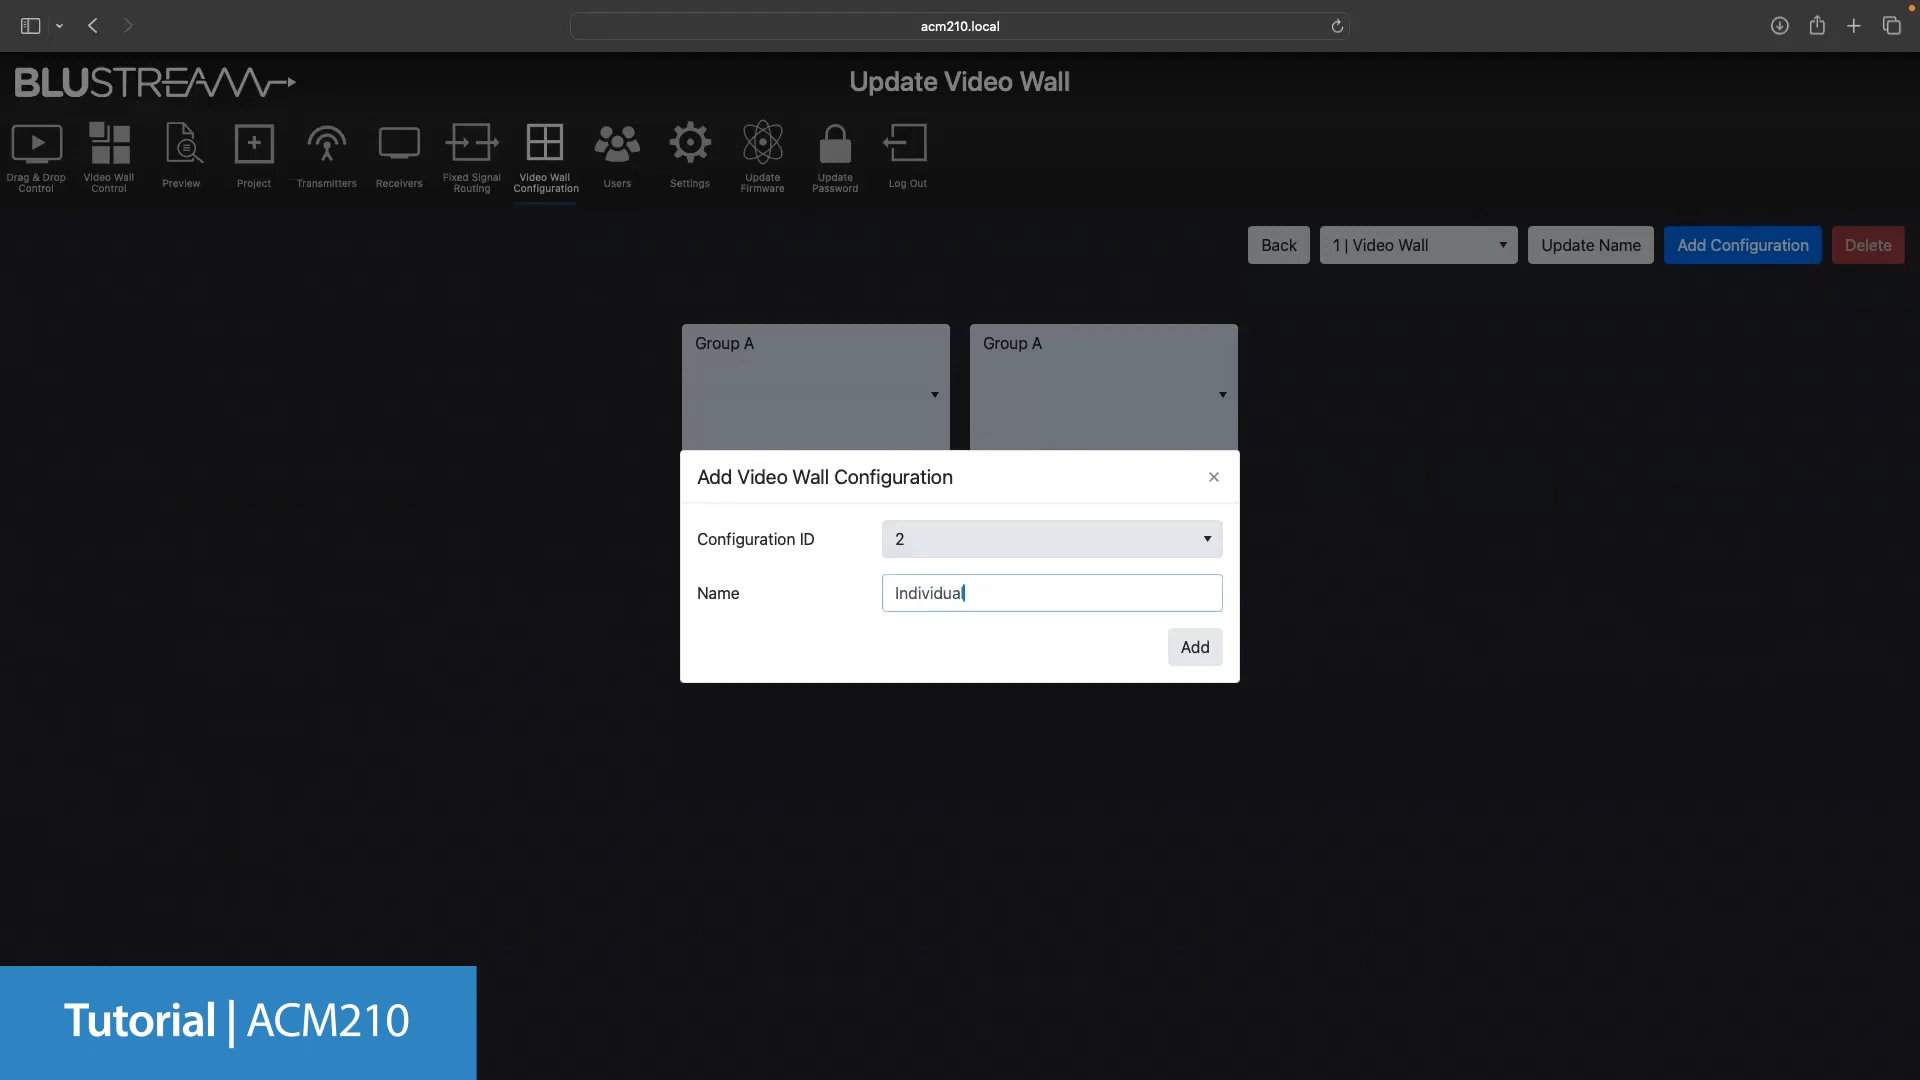 acm210.local
BLUSTREAM
Update Video Wall
Drag & Drop
Control
Video Wall
Control
Preview
Project
Transmitters
Receivers
Fixed Signal
Routing
Video Wall
Configuration
Users
Settings
Update
Firmware
Update
Password
Log Out
Back
1 | Video Wall
Update Name
Add Configuration
Delete
Group A
Group A
Add Video Wall Configuration
×
Configuration ID
2
Name
Individual
Add
Tutorial | ACM210